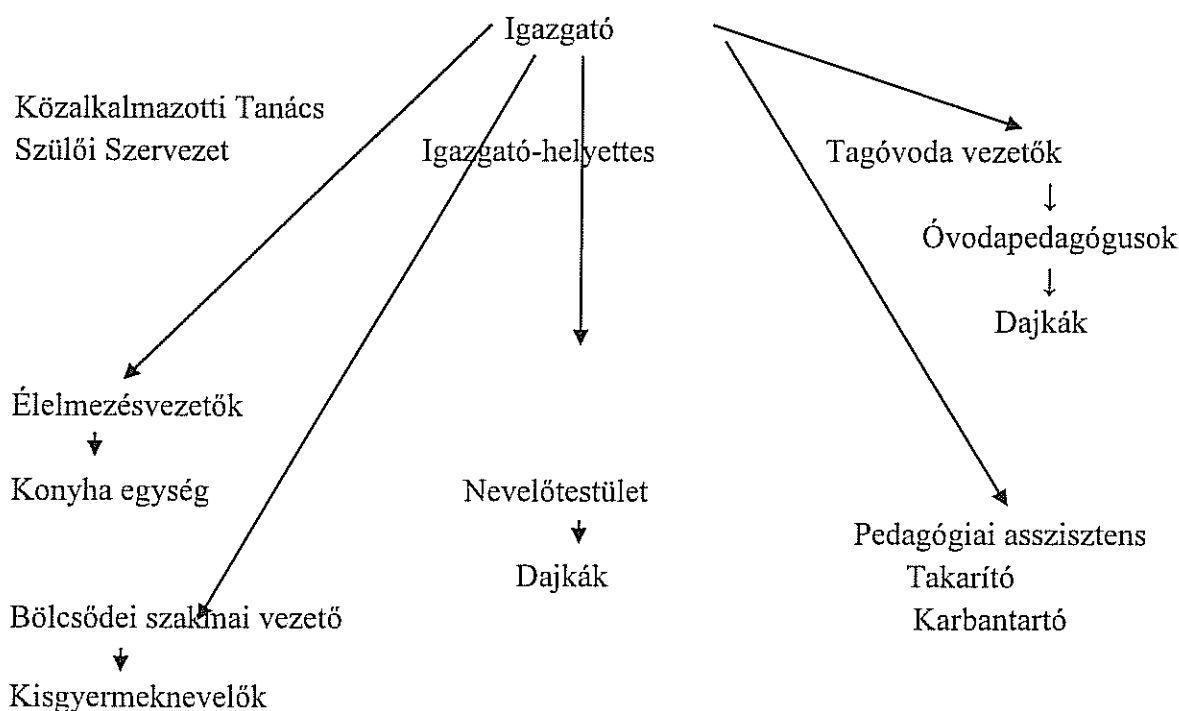 Igazgató
Közalkalmazotti Tanács
Szülői Szervezet
Igazgató-helyettes
Tagóvoda vezetők
↓
Óvodapedagógusok
↓
Dajkák
Élelmezésvezetők
Konyha egység
Nevelőtestület
Dajkák
Pedagógiai asszisztens
Takarító
Karbantartó
Bölcsődei szakmai vezető
Kisgyermeknevelők